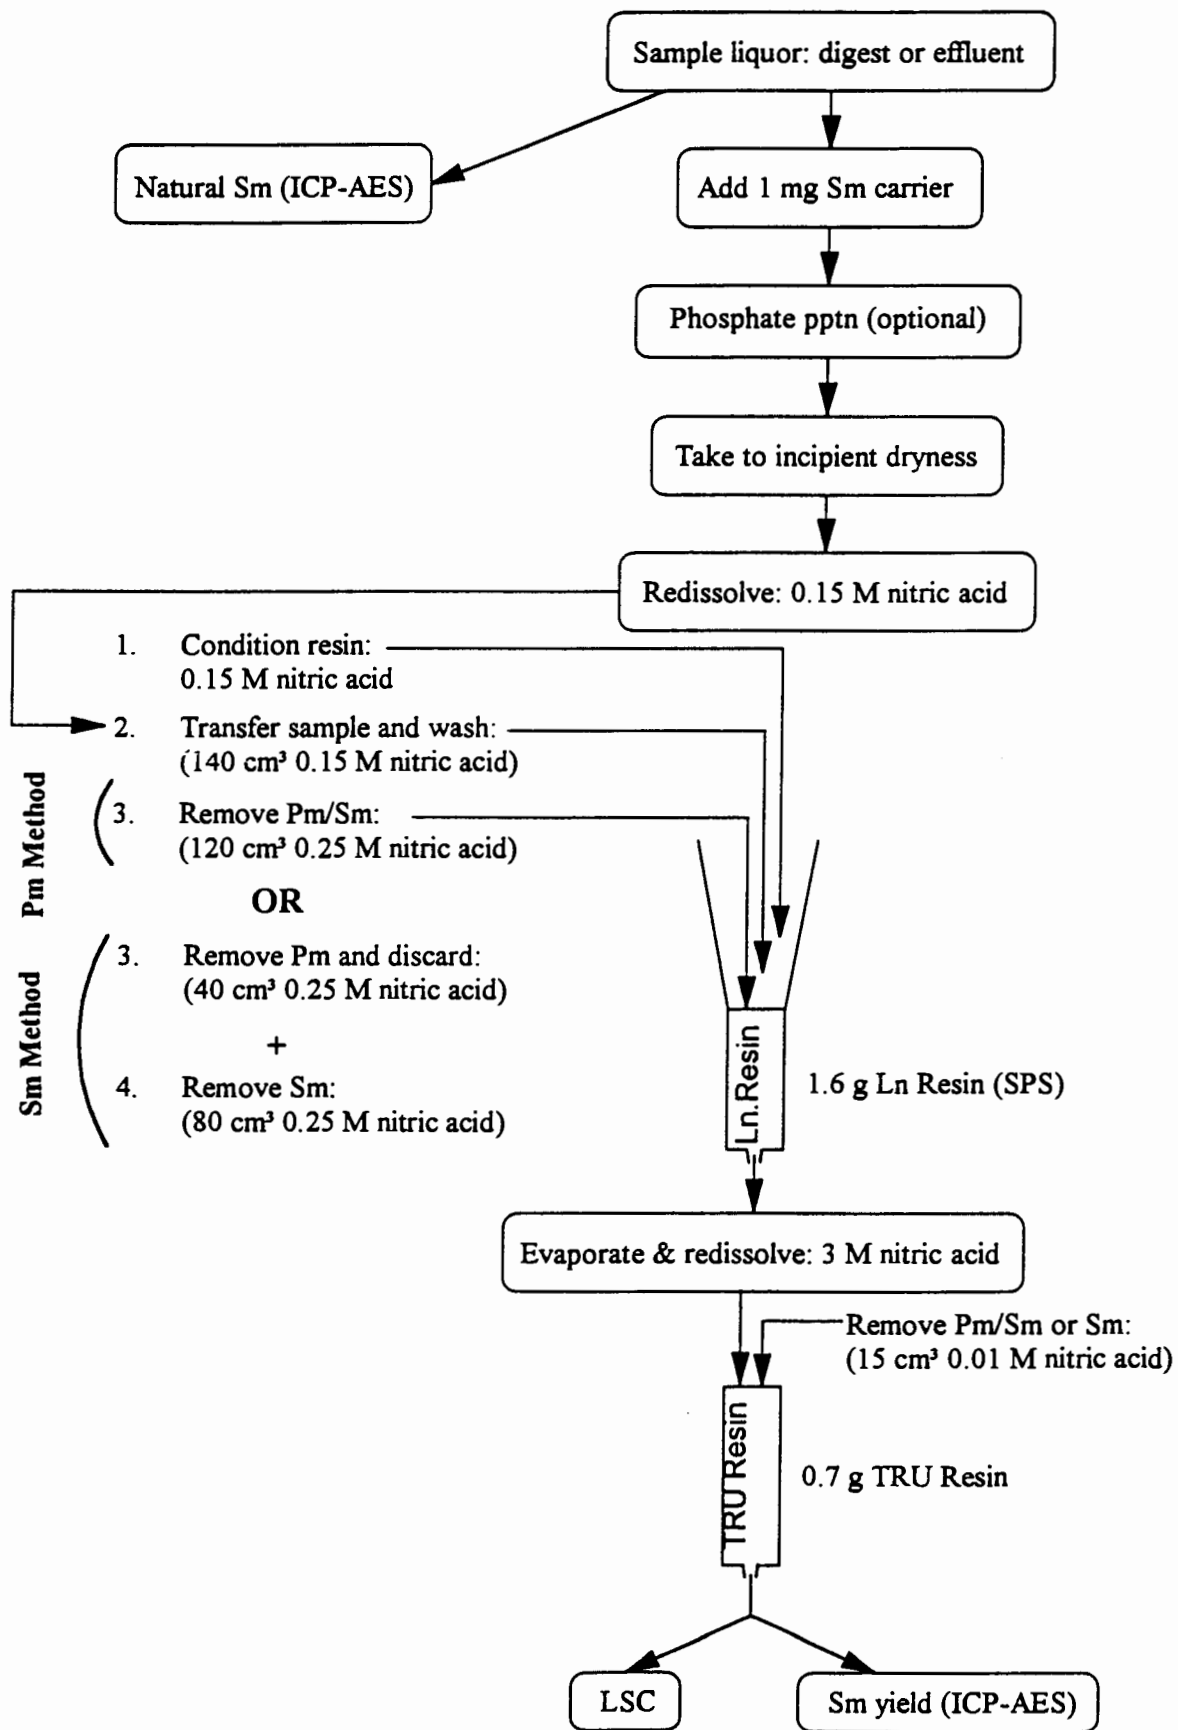 Sample liquor: digest or effluent
Natural Sm (ICP-AES)
Add 1 mg Sm carrier
Phosphate pptn (optional)
Take to incipient dryness
Redissolve: 0.15 M nitric acid
1. Condition resin:
0.15 M nitric acid
2. Transfer sample and wash:
(140 cm³ 0.15 M nitric acid)
Pm Method
3. Remove Pm/Sm:
(120 cm³ 0.25 M nitric acid)
OR
Sm Method
3. Remove Pm and discard:
(40 cm³ 0.25 M nitric acid)
+
4. Remove Sm:
(80 cm³ 0.25 M nitric acid)
Ln.Resin
1.6 g Ln Resin (SPS)
Evaporate & redissolve: 3 M nitric acid
Remove Pm/Sm or Sm:
(15 cm³ 0.01 M nitric acid)
TRU Resin
0.7 g TRU Resin
LSC
Sm yield (ICP-AES)